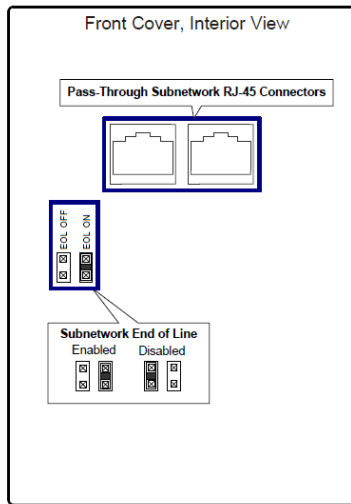 Front Cover, Interior View
Pass-Through Subnetwork RJ-45 Connectors
EOL OFF
EOL ON
Subnetwork End of Line
Enabled Disabled